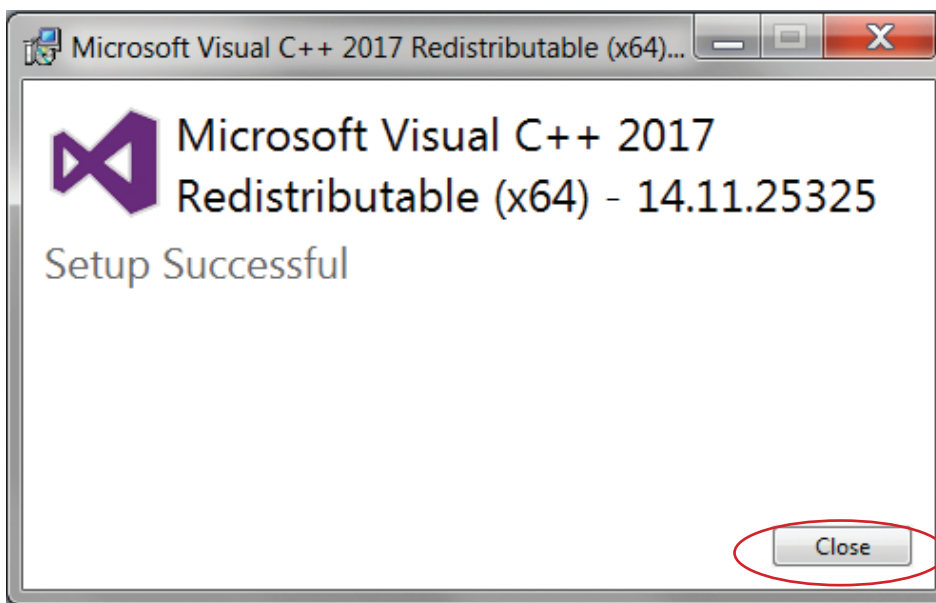 Microsoft Visual C++ 2017 Redistributable (x64)...
Microsoft Visual C++ 2017
Redistributable (x64) - 14.11.25325
Setup Successful
Close